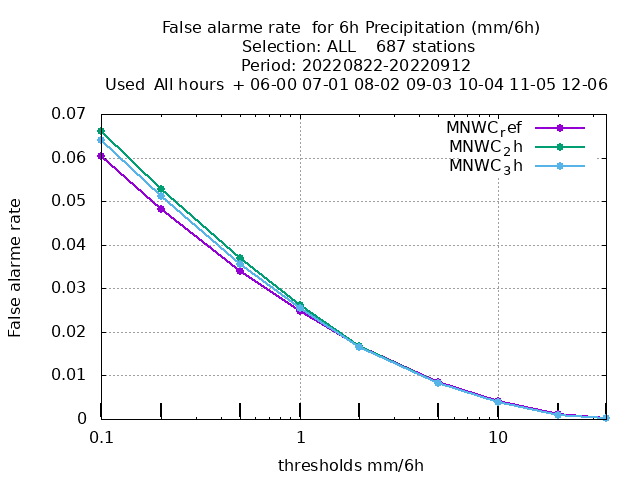 False alarme rate  for 6h Precipitation (mm/6h)
Selection: ALL    687 stations
Period: 20220822-20220912
Used  All hours  + 06-00 07-01 08-02 09-03 10-04 11-05 12-06
0.07
0.06
0.05
0.04
0.03
0.02
0.01
0
False alarme rate
MNWCref
MNWC2h
MNWC3h
0.1
1
10
thresholds mm/6h